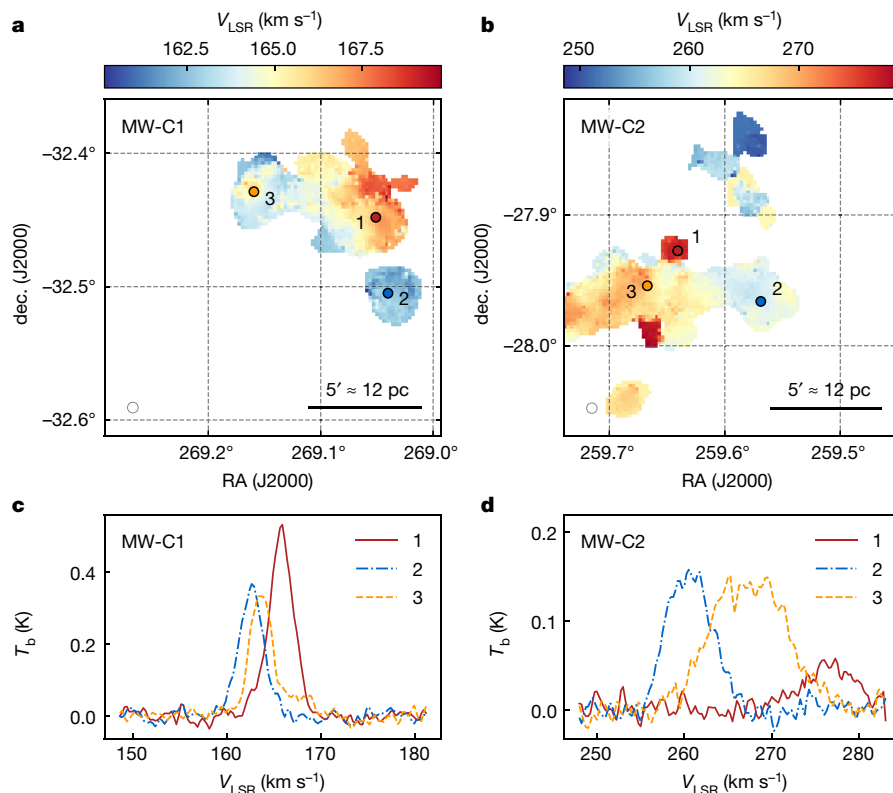 a
V_LSR (km s⁻¹)
162.5 165.0 167.5
MW-C1
−32.4°
−32.5°
−32.6°
dec. (J2000)
3
1
2
5′ ≈ 12 pc
269.2° 269.1° 269.0°
RA (J2000)
b
V_LSR (km s⁻¹)
250 260 270
MW-C2
−27.9°
−28.0°
dec. (J2000)
1
3
2
5′ ≈ 12 pc
259.7° 259.6° 259.5°
RA (J2000)
c
MW-C1
1
2
3
0.4
0.2
0.0
T_b (K)
150 160 170 180
V_LSR (km s⁻¹)
d
MW-C2
1
2
3
0.2
0.1
0.0
T_b (K)
250 260 270 280
V_LSR (km s⁻¹)